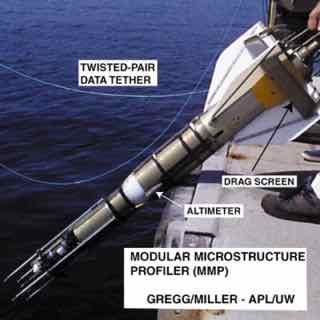 TWISTED-PAIR
DATA TETHER
DRAG SCREEN
ALTIMETER
MODULAR MICROSTRUCTURE
PROFILER (MMP)
GREGG/MILLER - APL/UW